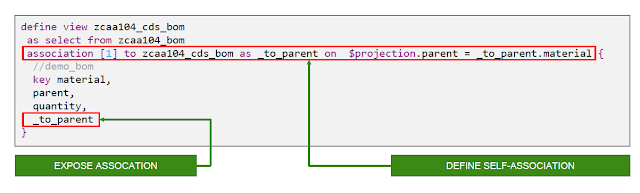 define view zcaa104_cds_bom
as select from zcaa104_bom
association [1] to zcaa104_cds_bom as _to_parent on $projection.parent = _to_parent.material {
//demo_bom
key material,
parent,
quantity,
_to_parent
}
EXPOSE ASSOCATION
DEFINE SELF-ASSOCIATION